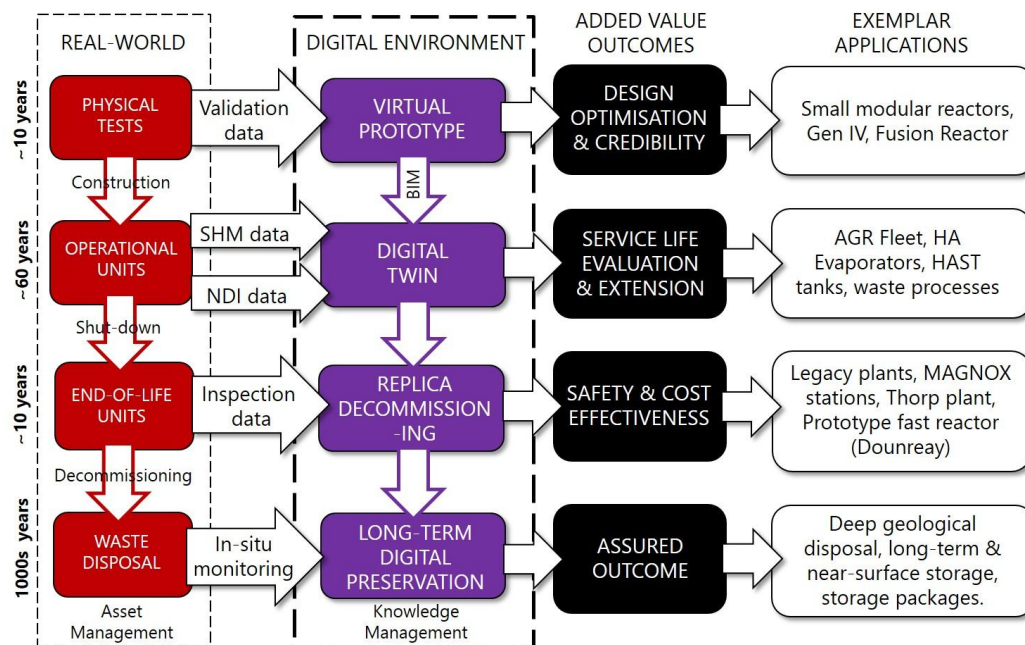 REAL-WORLD
DIGITAL ENVIRONMENT
ADDED VALUE
OUTCOMES
EXEMPLAR
APPLICATIONS
~10 years
PHYSICAL
TESTS
Validation
data
VIRTUAL
PROTOTYPE
DESIGN
OPTIMISATION
& CREDIBILITY
Small modular reactors,
Gen IV, Fusion Reactor
Construction
BIM
~60 years
OPERATIONAL
UNITS
SHM data
NDI data
DIGITAL
TWIN
SERVICE LIFE
EVALUATION
& EXTENSION
AGR Fleet, HA
Evaporators, HAST
tanks, waste processes
Shut-down
~10 years
END-OF-LIFE
UNITS
Inspection
data
REPLICA
DECOMMISSION
-ING
SAFETY & COST
EFFECTIVENESS
Legacy plants, MAGNOX
stations, Thorp plant,
Prototype fast reactor
(Dounreay)
Decommissioning
1000s years
WASTE
DISPOSAL
In-situ
monitoring
LONG-TERM
DIGITAL
PRESERVATION
ASSURED
OUTCOME
Deep geological
disposal, long-term &
near-surface storage,
storage packages.
Asset
Management
Knowledge
Management